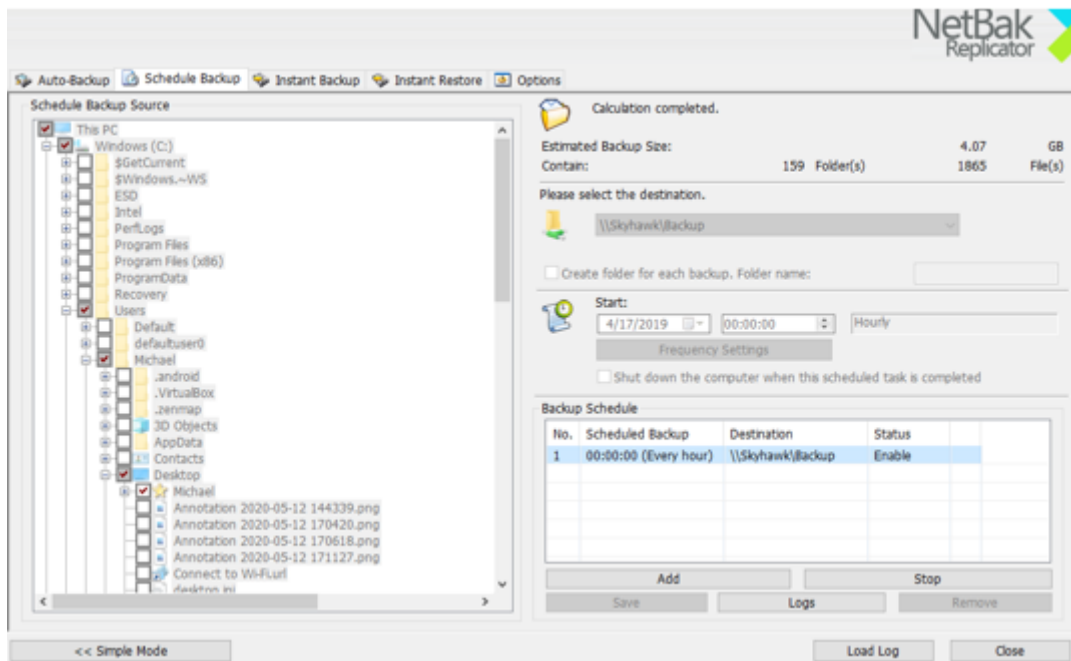 NetBak
Replicator
Auto-Backup Schedule Backup Instant Backup Instant Restore Options
Schedule Backup Source
This PC
Windows (C:)
$GetCurrent
$Windows.~WS
ESD
Intel
PerfLogs
Program Files
Program Files (x86)
ProgramData
Recovery
Users
Default
defaultuser0
Michael
.android
.VirtualBox
.zenmap
3D Objects
AppData
Contacts
Desktop
Michael
Annotation 2020-05-12 144339.png
Annotation 2020-05-12 170420.png
Annotation 2020-05-12 170618.png
Annotation 2020-05-12 171127.png
Connect to Wi-Fi.url
desktop.ini
Calculation completed.
Estimated Backup Size: 4.07 GB
Contain: 159 Folder(s) 1865 File(s)
Please select the destination.
\\Skyhawk\Backup
Create folder for each backup. Folder name:
Start:
4/17/2019 00:00:00 Hourly
Frequency Settings
Shut down the computer when this scheduled task is completed
Backup Schedule
No. Scheduled Backup Destination Status
1 00:00:00 (Every hour) \\Skyhawk\Backup Enable
Add Stop
Save Logs Remove
<< Simple Mode Load Log Close